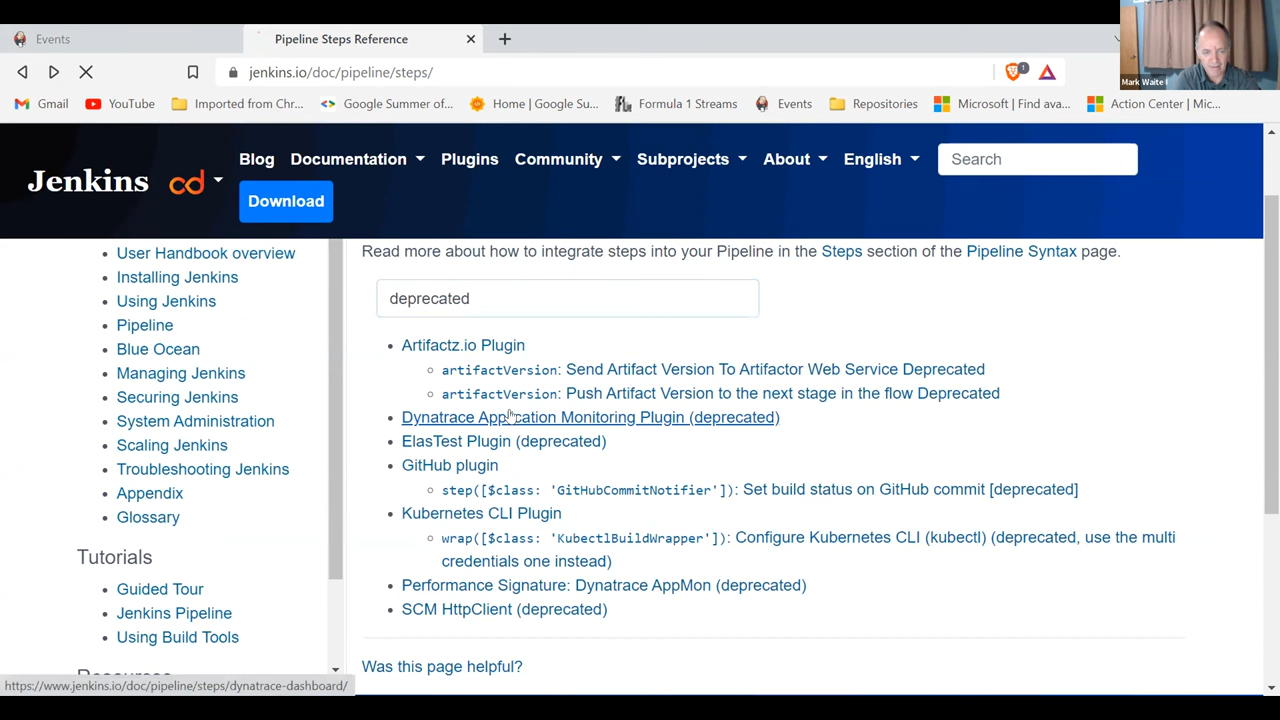 Events
Pipeline Steps Reference
jenkins.io/doc/pipeline/steps/
1
Mark Waite
Gmail
YouTube
Imported from Chr...
Google Summer of...
Home | Google Su...
Formula 1 Streams
Events
Repositories
Microsoft | Find ava...
Action Center | Mic...
Jenkins
cd
Blog
Documentation
Plugins
Community
Subprojects
About
English
Search
Download
User Handbook overview
Installing Jenkins
Using Jenkins
Pipeline
Blue Ocean
Managing Jenkins
Securing Jenkins
System Administration
Scaling Jenkins
Troubleshooting Jenkins
Appendix
Glossary
Tutorials
Guided Tour
Jenkins Pipeline
Using Build Tools
Resources
Read more about how to integrate steps into your Pipeline in the Steps section of the Pipeline Syntax page.
deprecated
Artifactz.io Plugin
artifactVersion: Send Artifact Version To Artifactor Web Service Deprecated
artifactVersion: Push Artifact Version to the next stage in the flow Deprecated
Dynatrace Application Monitoring Plugin (deprecated)
ElasTest Plugin (deprecated)
GitHub plugin
step([$class: 'GitHubCommitNotifier']): Set build status on GitHub commit [deprecated]
Kubernetes CLI Plugin
wrap([$class: 'KubectlBuildWrapper']): Configure Kubernetes CLI (kubectl) (deprecated, use the multi
credentials one instead)
Performance Signature: Dynatrace AppMon (deprecated)
SCM HttpClient (deprecated)
Was this page helpful?
https://www.jenkins.io/doc/pipeline/steps/dynatrace-dashboard/